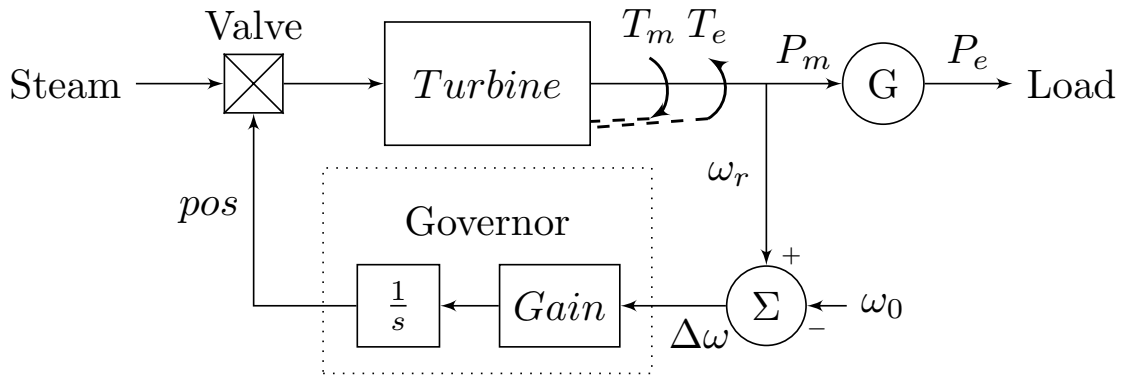 Valve
T_m T_e
P_m
P_e
Steam
Turbine
G
Load
pos
ω_r
Governor
+
1/s
Gain
Σ
ω_0
−
Δω